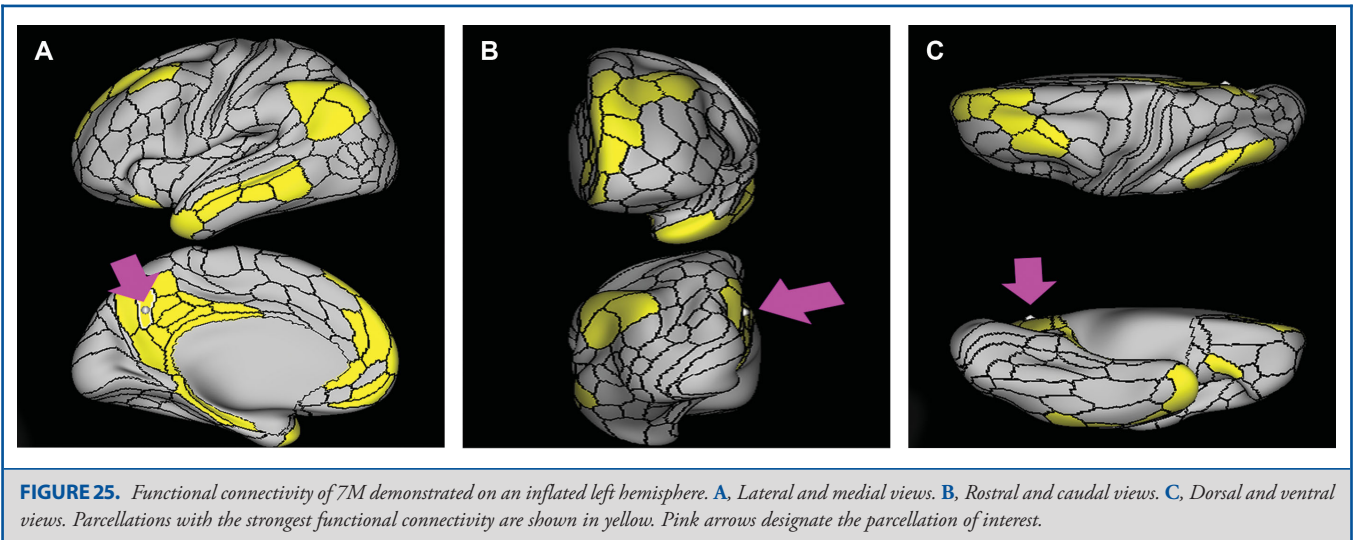 A
B
C
FIGURE 25. Functional connectivity of 7M demonstrated on an inflated left hemisphere. A, Lateral and medial views. B, Rostral and caudal views. C, Dorsal and ventral
views. Parcellations with the strongest functional connectivity are shown in yellow. Pink arrows designate the parcellation of interest.